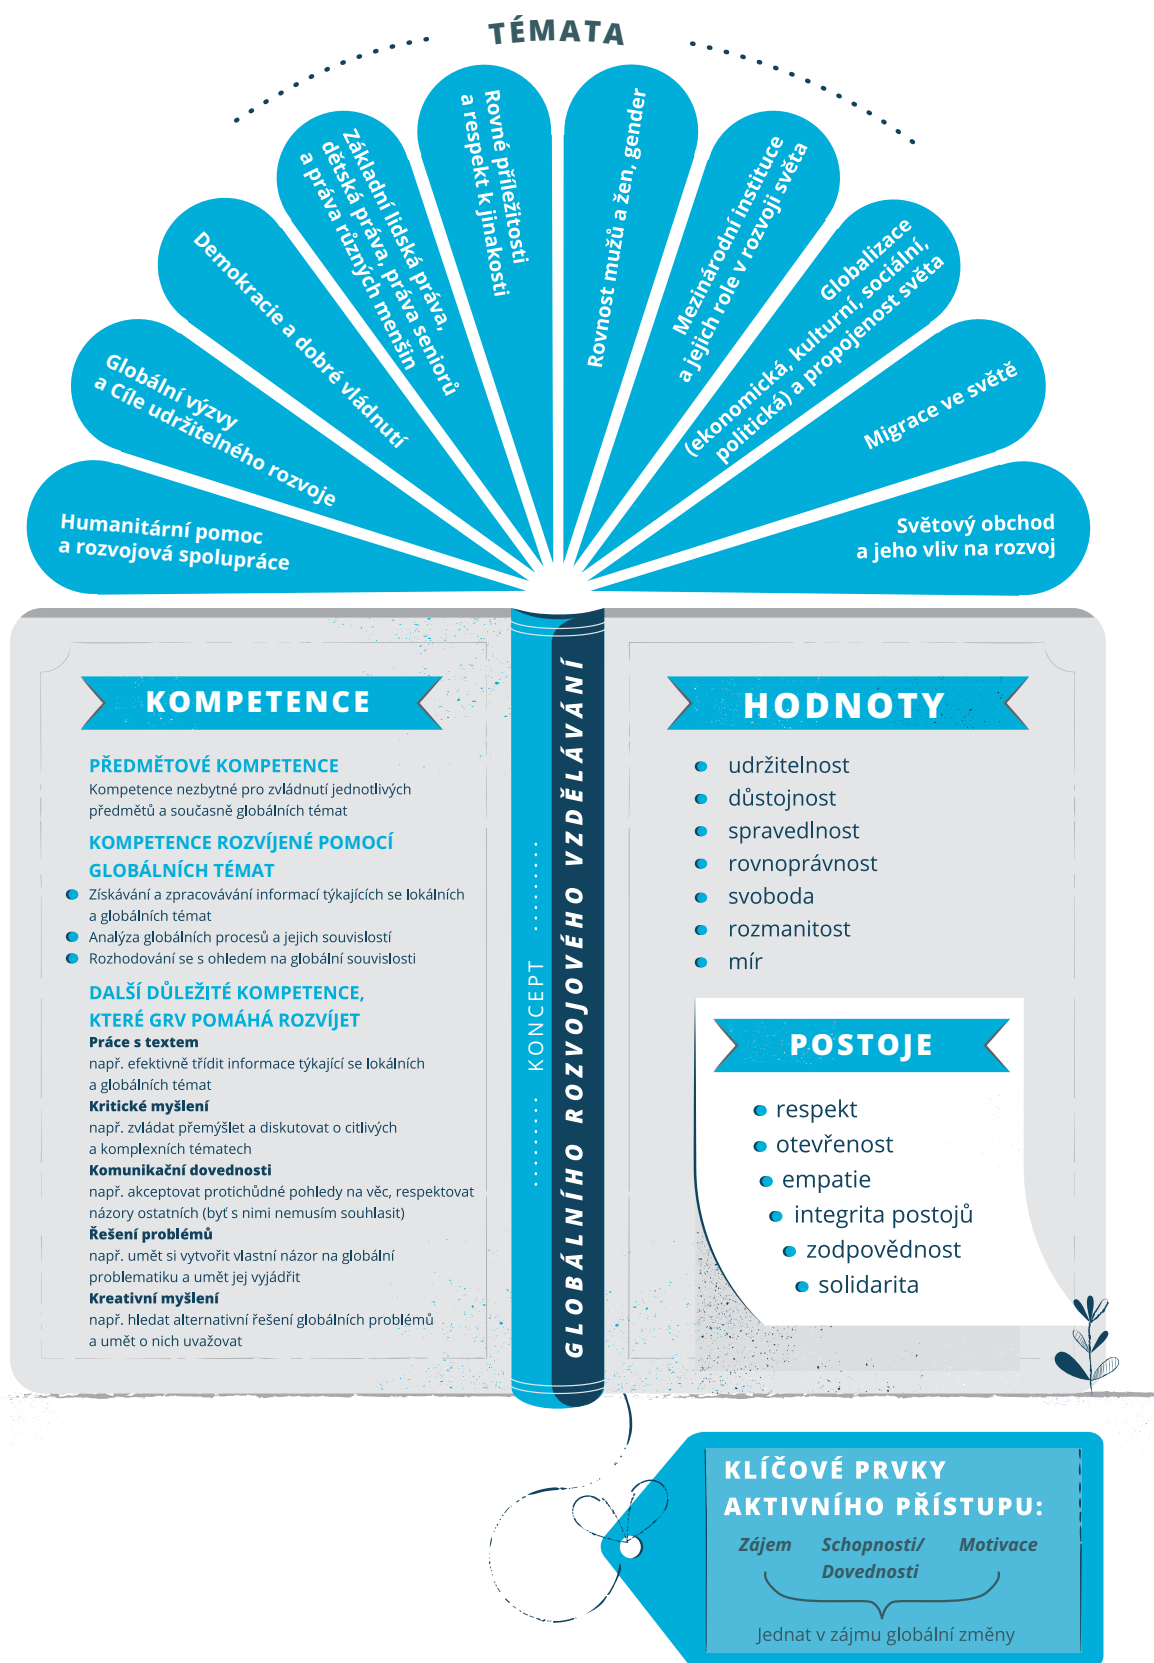 TÉMATA
Humanitární pomoc
a rozvojová spolupráce
Globální výzvy
a Cíle udržitelného rozvoje
Demokracie a dobré vládnutí
Základní lidská práva,
dětská práva, práva seniorů
a práva různých menšin
Rovné příležitosti
a respekt k jinakosti
Rovnost mužů a žen, gender
Mezinárodní instituce
a jejich role v rozvoji světa
Globalizace
(ekonomická, kulturní, sociální,
politická) a propojenost světa
Migrace ve světě
Světový obchod
a jeho vliv na rozvoj
KOMPETENCE
PŘEDMĚTOVÉ KOMPETENCE
Kompetence nezbytné pro zvládnutí jednotlivých
předmětů a současně globálních témat
KOMPETENCE ROZVÍJENÉ POMOCÍ
GLOBÁLNÍCH TÉMAT
Získávání a zpracovávání informací týkajících se lokálních
a globálních témat
Analýza globálních procesů a jejich souvislostí
Rozhodování se s ohledem na globální souvislosti
DALŠÍ DŮLEŽITÉ KOMPETENCE,
KTERÉ GRV POMÁHÁ ROZVÍJET
Práce s textem
např. efektivně třídit informace týkající se lokálních
a globálních témat
Kritické myšlení
např. zvládat přemýšlet a diskutovat o citlivých
a komplexních tématech
Komunikační dovednosti
např. akceptovat protichůdné pohledy na věc, respektovat
názory ostatních (byť s nimi nemusím souhlasit)
Řešení problémů
např. umět si vytvořit vlastní názor na globální
problematiku a umět jej vyjádřit
Kreativní myšlení
např. hledat alternativní řešení globálních problémů
a umět o nich uvažovat
KONCEPT
GLOBÁLNÍHO ROZVOJOVÉHO VZDĚLÁVÁNÍ
HODNOTY
udržitelnost
důstojnost
spravedlnost
rovnoprávnost
svoboda
rozmanitost
mír
POSTOJE
respekt
otevřenost
empatie
integrita postojů
zodpovědnost
solidarita
KLÍČOVÉ PRVKY
AKTIVNÍHO PŘÍSTUPU:
Zájem Schopnosti/ Motivace
Dovednosti
Jednat v zájmu globální změny